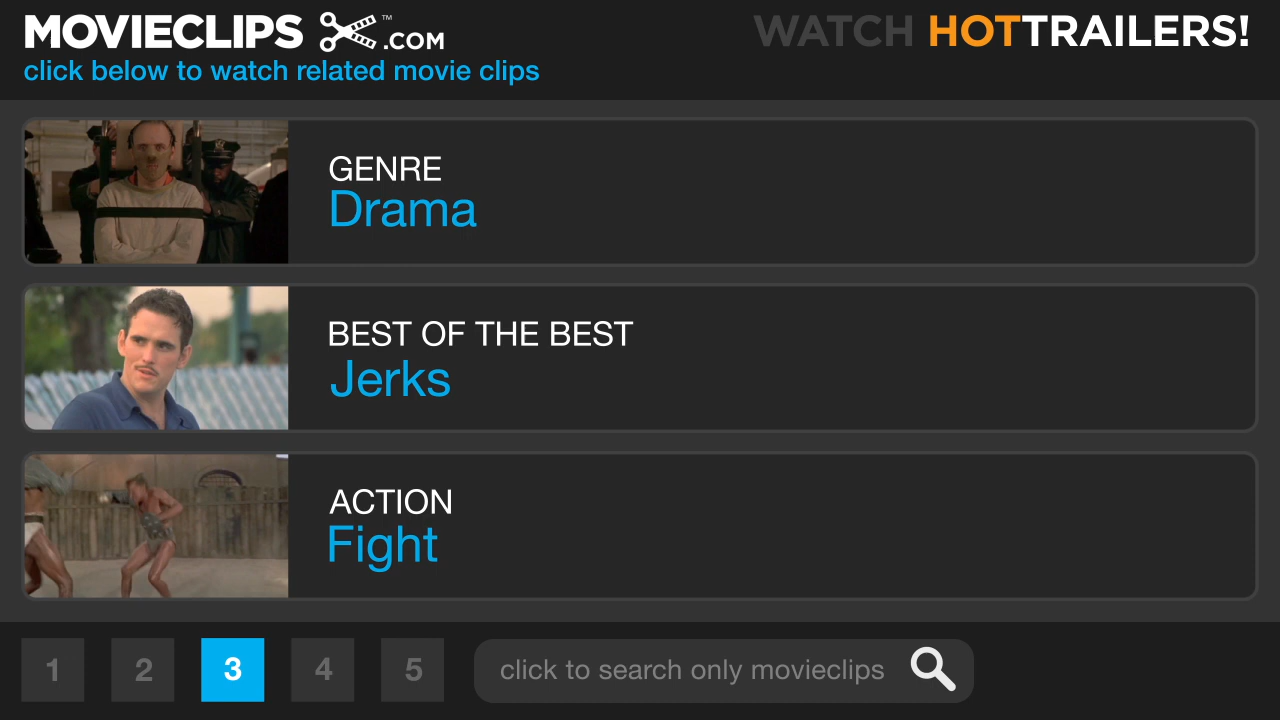 MOVIECLIPS ™.COM
WATCH HOTTRAILERS!
click below to watch related movie clips
GENRE
Drama
BEST OF THE BEST
Jerks
ACTION
Fight
1 2 3 4 5 click to search only movieclips